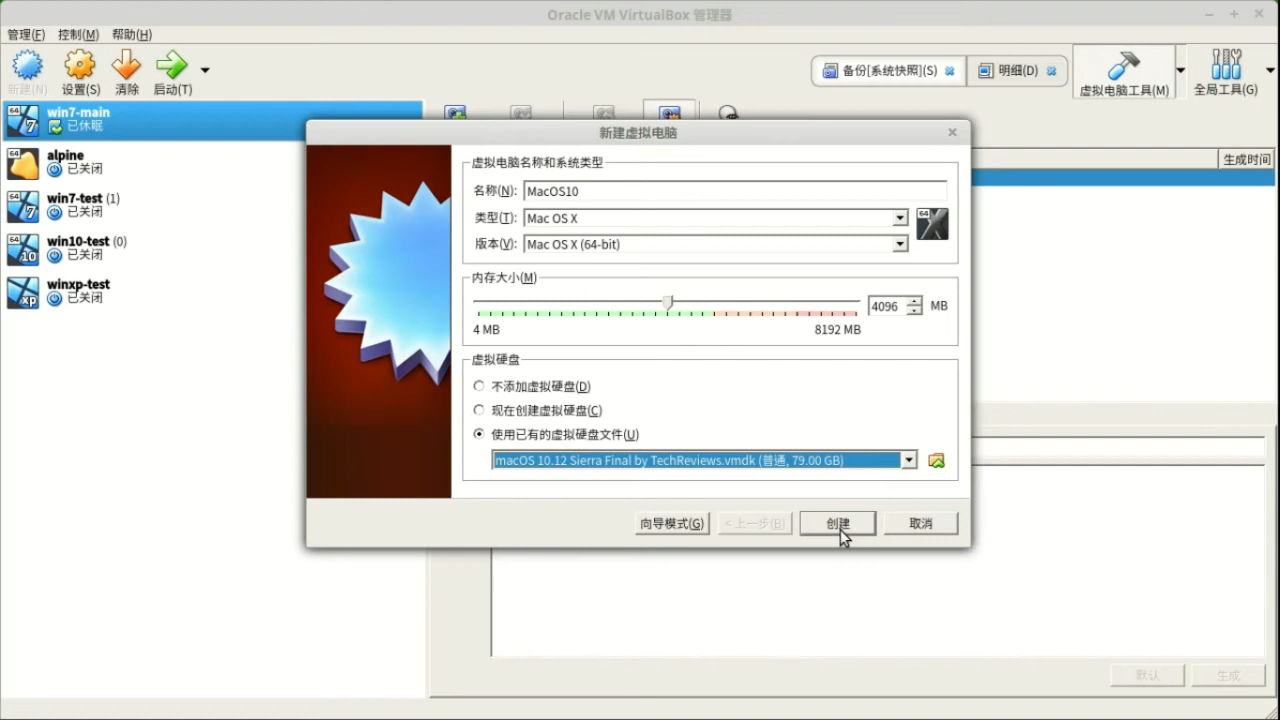 Oracle VM VirtualBox 管理器
管理(F) 控制(M) 帮助(H)
新建(N) 设置(S) 清除 启动(T)
备份[系统快照](S) 明细(D) 虚拟电脑工具(M) 全局工具(G)
win7-main
已休眠
alpine
已关闭
win7-test (1)
已关闭
win10-test (0)
已关闭
winxp-test
已关闭
生成时间
新建虚拟电脑
虚拟电脑名称和系统类型
名称(N): MacOS10
类型(T): Mac OS X
版本(V): Mac OS X (64-bit)
内存大小(M)
4096 MB
4 MB 8192 MB
虚拟硬盘
不添加虚拟硬盘(D)
现在创建虚拟硬盘(C)
使用已有的虚拟硬盘文件(U)
macOS 10.12 Sierra Final by TechReviews.vmdk (普通, 79.00 GB)
向导模式(G) <上一步(B) 创建 取消
默认 生成